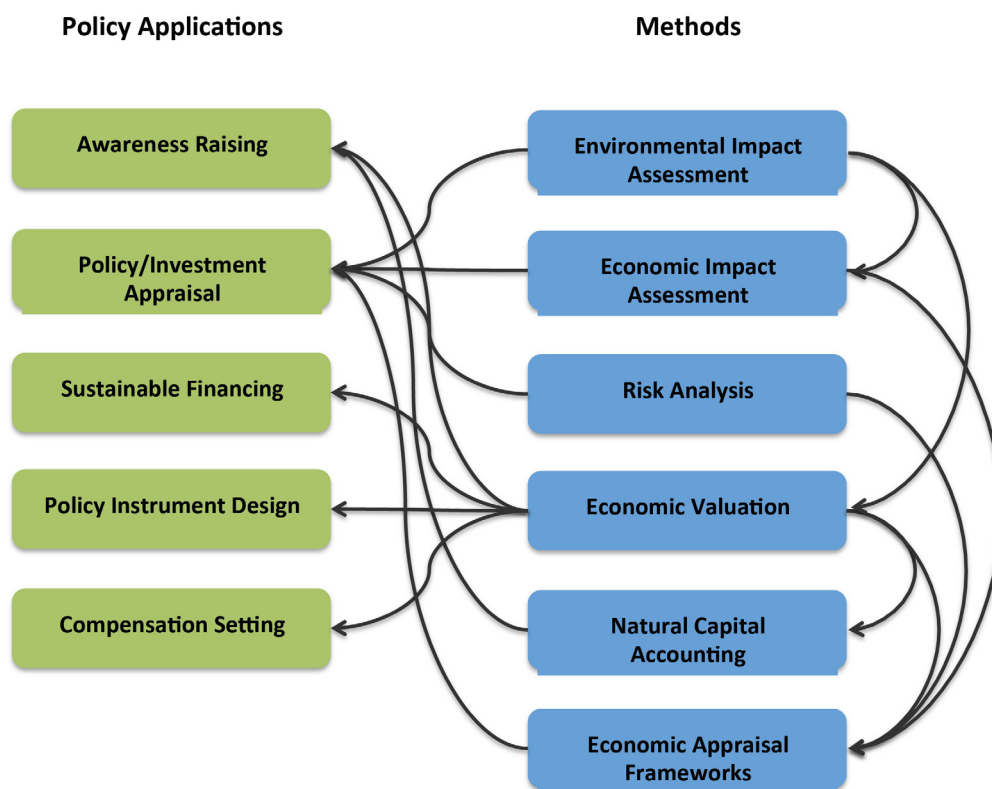 Policy Applications
Methods
Awareness Raising
Environmental Impact
Assessment
Policy/Investment
Appraisal
Economic Impact
Assessment
Sustainable Financing
Risk Analysis
Policy Instrument Design
Economic Valuation
Compensation Setting
Natural Capital
Accounting
Economic Appraisal
Frameworks